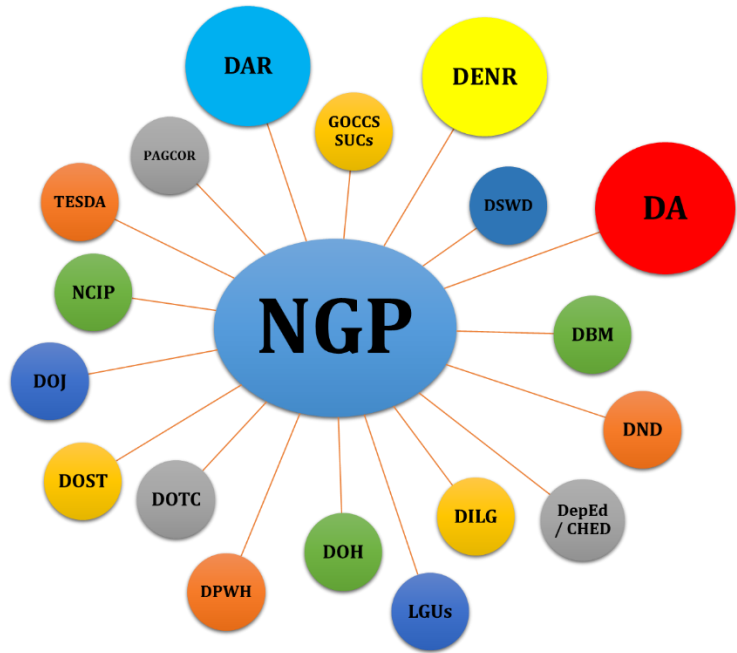 DAR
DENR
GOCCS
SUCs
PAGCOR
TESDA
DSWD
DA
NCIP
NGP
DBM
DOJ
DND
DOST
DOTC
DILG
DepEd
/ CHED
DOH
DPWH
LGUs